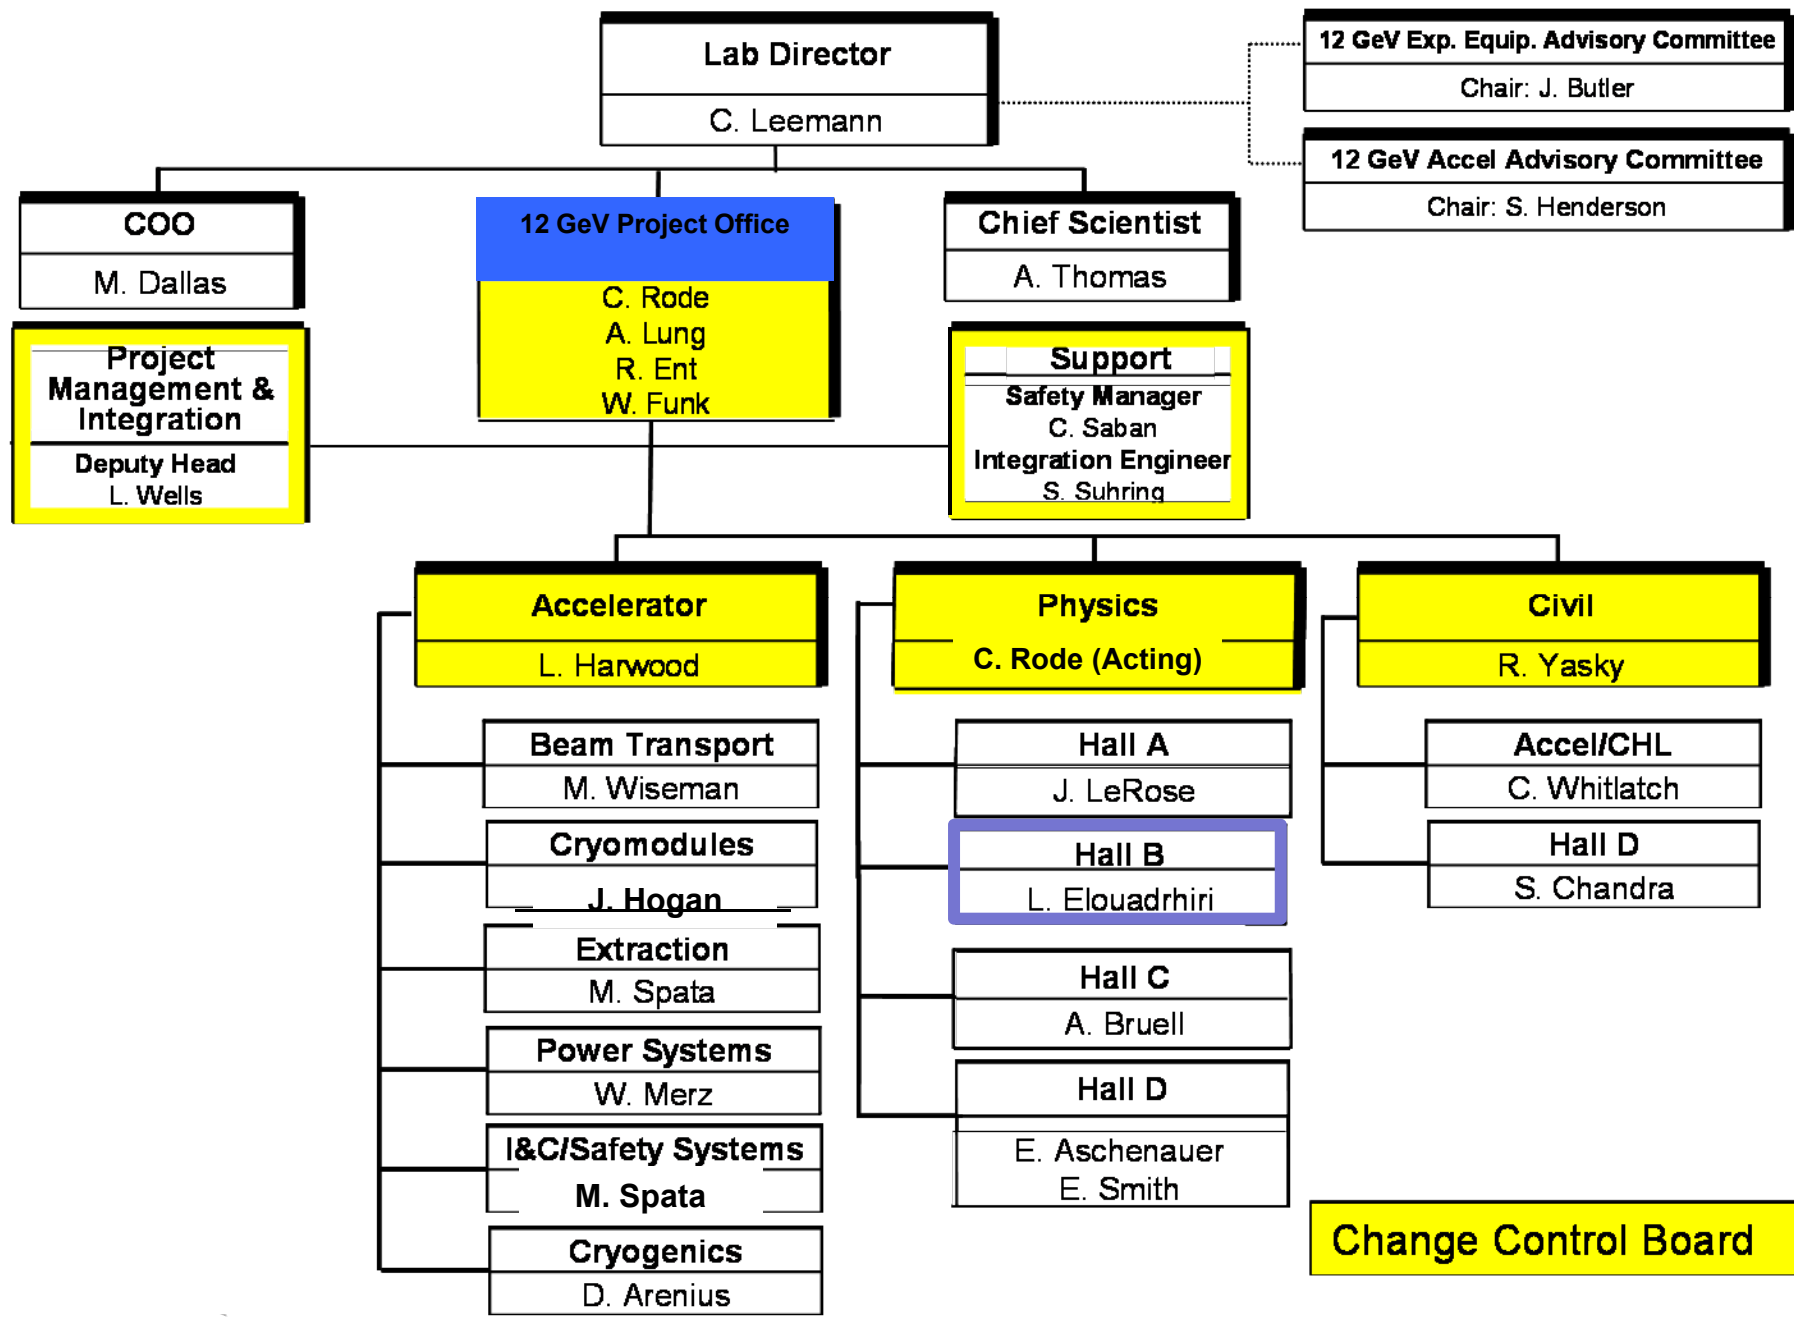 Lab Director
C. Leemann
12 GeV Exp. Equip. Advisory Committee
Chair: J. Butler
12 GeV Accel Advisory Committee
Chair: S. Henderson
COO
M. Dallas
12 GeV Project Office
C. Rode
A. Lung
R. Ent
W. Funk
Chief Scientist
A. Thomas
Project
Management &
Integration
Deputy Head
L. Wells
Support
Safety Manager
C. Saban
Integration Engineer
S. Suhring
Accelerator
L. Harwood
Beam Transport
M. Wiseman
Cryomodules
J. Hogan
Extraction
M. Spata
Power Systems
W. Merz
I&C/Safety Systems
M. Spata
Cryogenics
D. Arenius
Physics
C. Rode (Acting)
Hall A
J. LeRose
Hall B
L. Elouadrhiri
Hall C
A. Bruell
Hall D
E. Aschenauer
E. Smith
Civil
R. Yasky
Accel/CHL
C. Whitlatch
Hall D
S. Chandra
Change Control Board